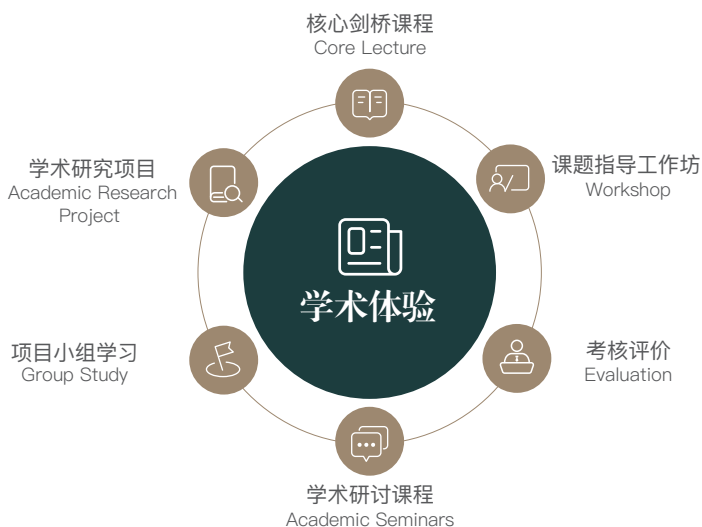 核心剑桥课程
Core Lecture
学术研究项目
Academic Research
Project
课题指导工作坊
Workshop
学术体验
项目小组学习
Group Study
考核评价
Evaluation
学术研讨课程
Academic Seminars